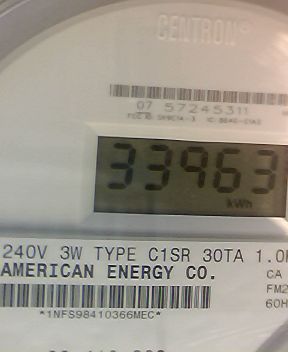 CENTRON®
07 57245311
33963
kWh
240V 3W TYPE C1SR 30TA 1.0
AMERICAN ENERGY CO.
CA
FM2
60H
*1NFS98410366MEC*